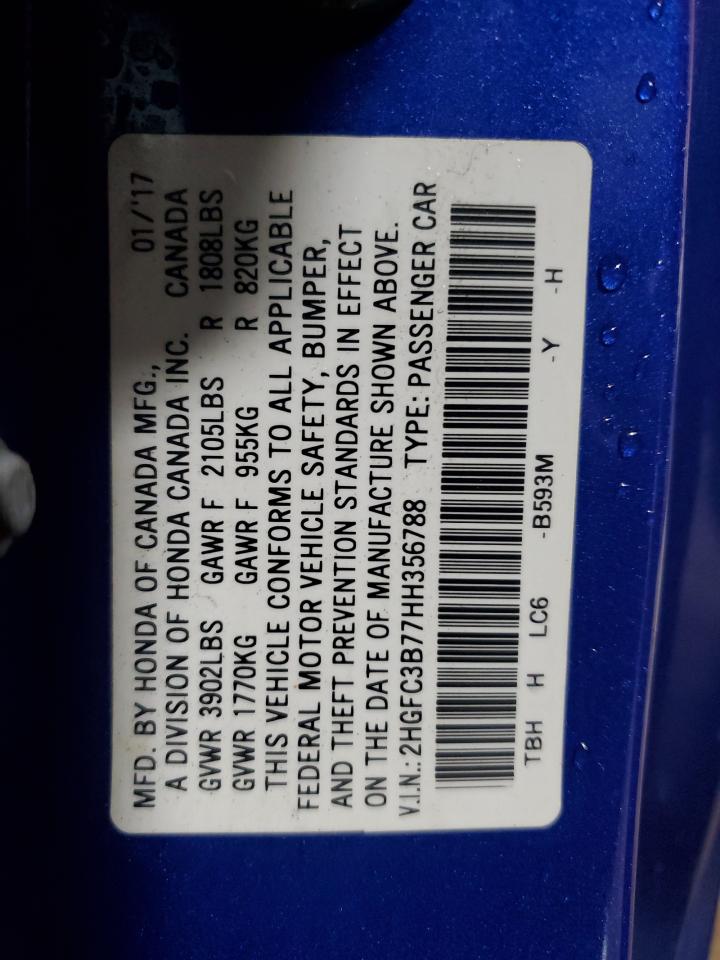 MFD. BY HONDA OF CANADA MFG., 01/'17
A DIVISION OF HONDA CANADA INC. CANADA
GVWR 3902LBS GAWR F 2105LBS R 1808LBS
GVWR 1770KG GAWR F 955KG R 820KG
THIS VEHICLE CONFORMS TO ALL APPLICABLE
FEDERAL MOTOR VEHICLE SAFETY, BUMPER,
AND THEFT PREVENTION STANDARDS IN EFFECT
ON THE DATE OF MANUFACTURE SHOWN ABOVE.
V.I.N.: 2HGFC3B77HH356788 TYPE: PASSENGER CAR
TBH H LC6 -B593M -Y -H